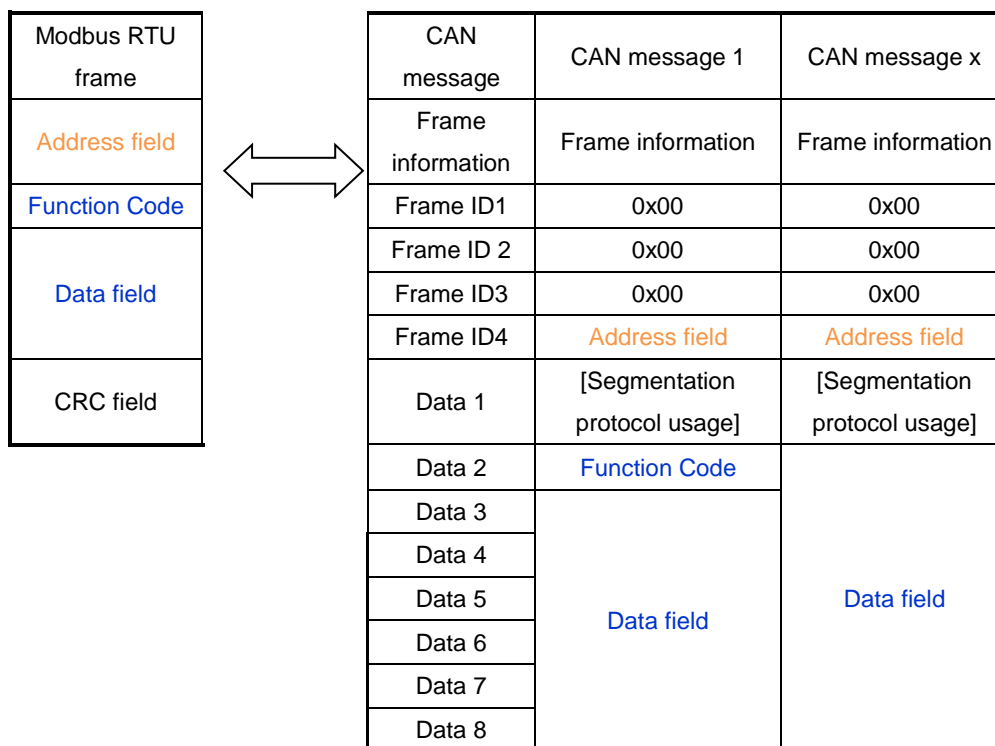 Modbus RTU
frame
Address field
Function Code
Data field
CRC field
CAN
message
CAN message 1
CAN message x
Frame
information
Frame information
Frame information
Frame ID1
0x00
0x00
Frame ID 2
0x00
0x00
Frame ID3
0x00
0x00
Frame ID4
Address field
Address field
Data 1
[Segmentation
protocol usage]
[Segmentation
protocol usage]
Data 2
Function Code
Data 3
Data 4
Data 5
Data 6
Data 7
Data 8
Data field
Data field